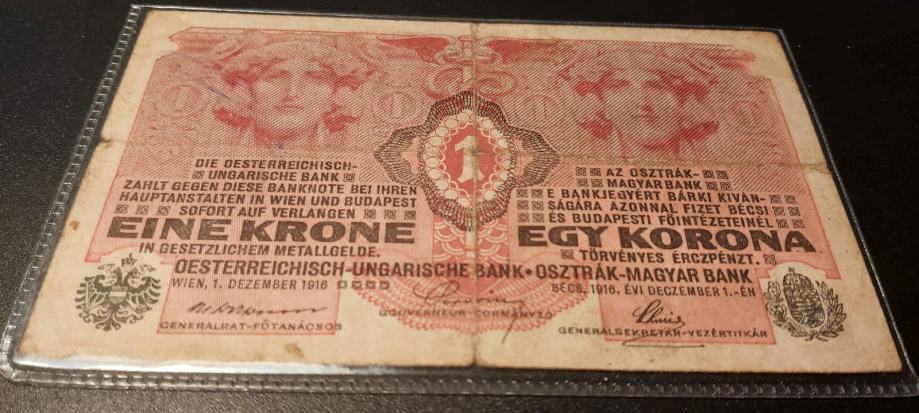 1
DIE OESTERREICHISCH-
UNGARISCHE BANK
ZAHLT GEGEN DIESE BANKNOTE BEI IHREN
HAUPTANSTALTEN IN WIEN UND BUDAPEST
SOFORT AUF VERLANGEN
EINE KRONE
IN GESETZLICHEM METALLGELDE.
AZ OSZTRÁK-
MAGYAR BANK
E BANKJEGYÉRT BÁRKI KIVÁN-
SÁGÁRA AZONNAL FIZET BÉCSI
ÉS BUDAPESTI FŐINTÉZETEINÉL
EGY KORONA
TÖRVÉNYES ÉRCZPÉNZT.
OESTERREICHISCH-UNGARISCHE BANK • OSZTRÁK-MAGYAR BANK
WIEN, 1. DEZEMBER 1916
BÉCS, 1916. ÉVI DECZEMBER 1.-ÉN
GENERALRAT-FŐTANÁCSOS
GOUVERNEUR-KORMÁNYZÓ
GENERALSEKRETÄR-VEZÉRTITKÁR